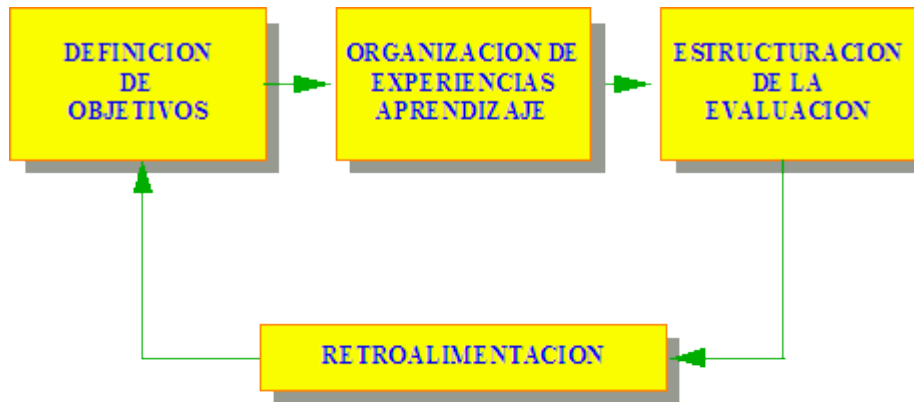 DEFINICION
DE
OBJETIVOS
ORGANIZACION DE
EXPERIENCIAS
APRENDIZAJE
ESTRUCTURACION
DE LA
EVALUACION
RETROALIMENTACION